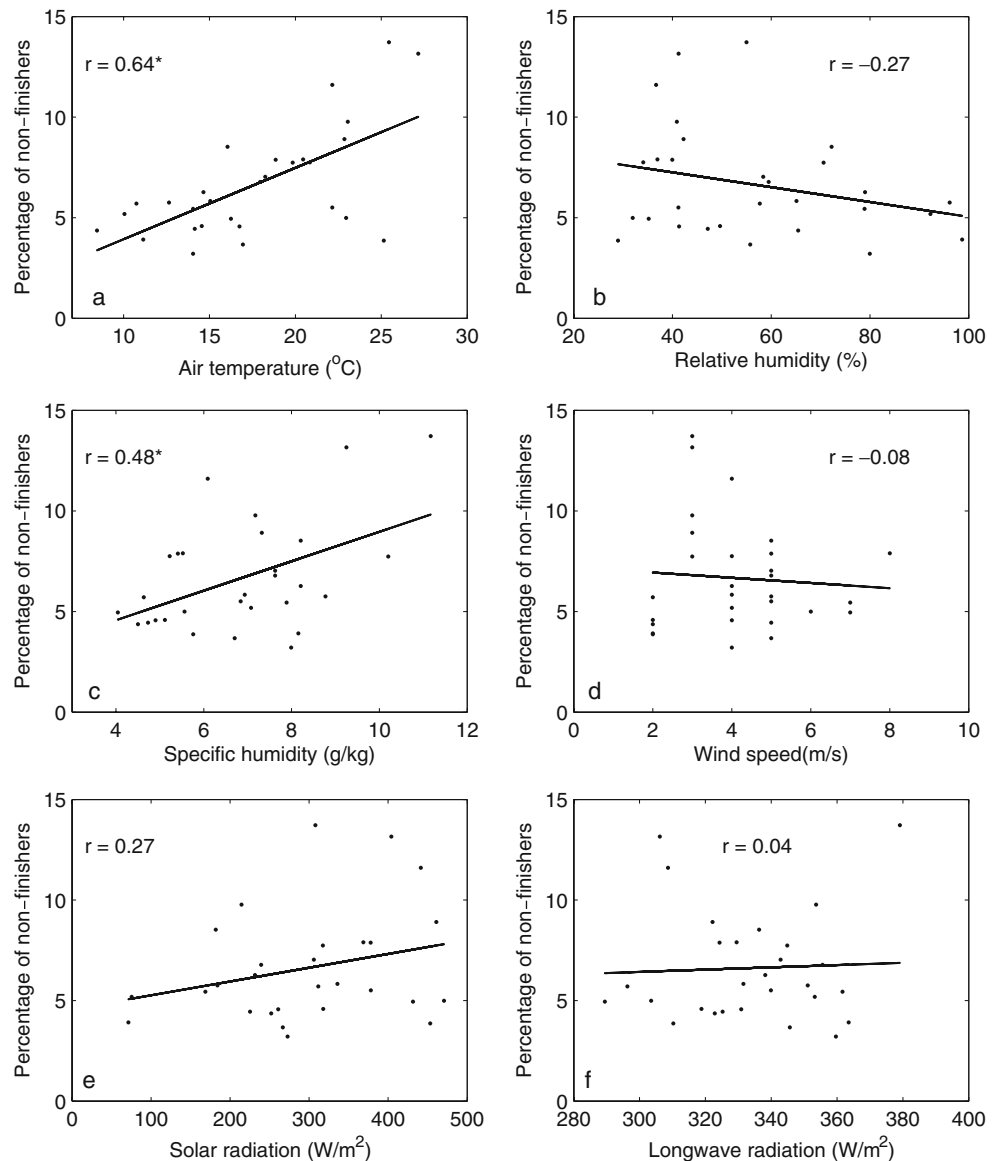 15
10
5
0
Percentage of non−finishers
r = 0.64*
a
10 15 20 25 30
Air temperature (°C)
15
10
5
0
Percentage of non−finishers
r = −0.27
b
20 40 60 80 100
Relative humidity (%)
15
10
5
0
Percentage of non−finishers
r = 0.48*
c
4 6 8 10 12
Specific humidity (g/kg)
15
10
5
0
Percentage of non−finishers
r = −0.08
d
0 2 4 6 8 10
Wind speed(m/s)
15
10
5
0
Percentage of non−finishers
r = 0.27
e
0 100 200 300 400 500
Solar radiation (W/m²)
15
10
5
0
Percentage of non−finishers
r = 0.04
f
280 300 320 340 360 380 400
Longwave radiation (W/m²)